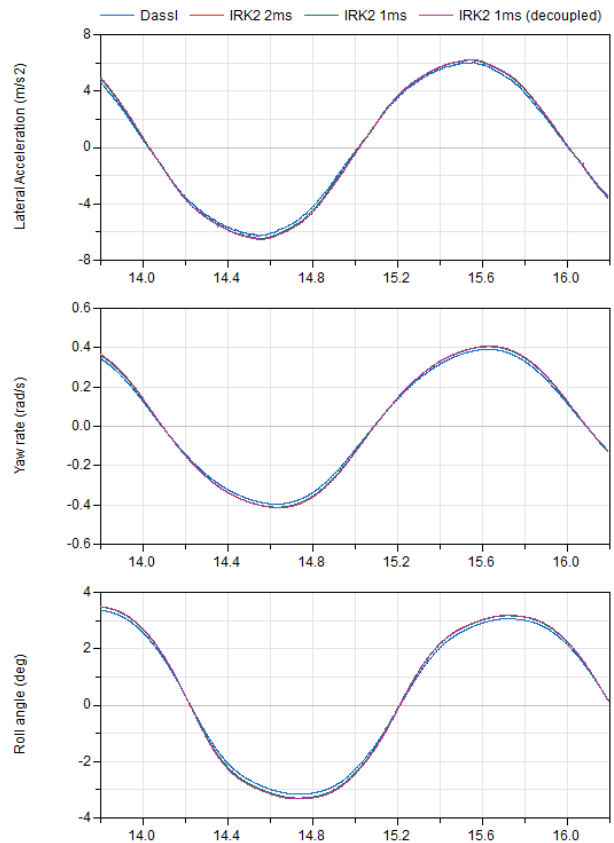 Dassl IRK2 2ms IRK2 1ms IRK2 1ms (decoupled)
Lateral Acceleration (m/s2)
8
4
0
-4
-8
14.0 14.4 14.8 15.2 15.6 16.0
Yaw rate (rad/s)
0.6
0.4
0.2
0.0
-0.2
-0.4
-0.6
14.0 14.4 14.8 15.2 15.6 16.0
Roll angle (deg)
4
2
0
-2
-4
14.0 14.4 14.8 15.2 15.6 16.0